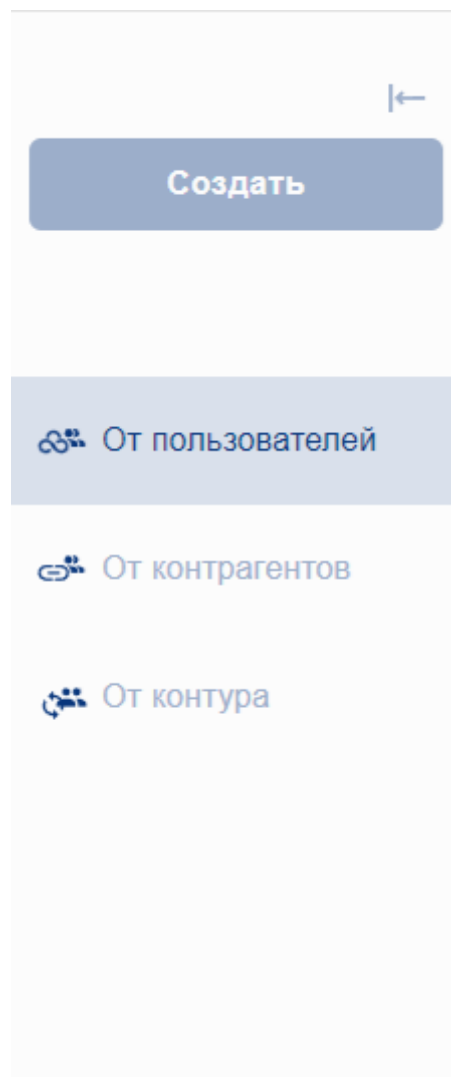 Создать
От пользователей
От контрагентов
От контура